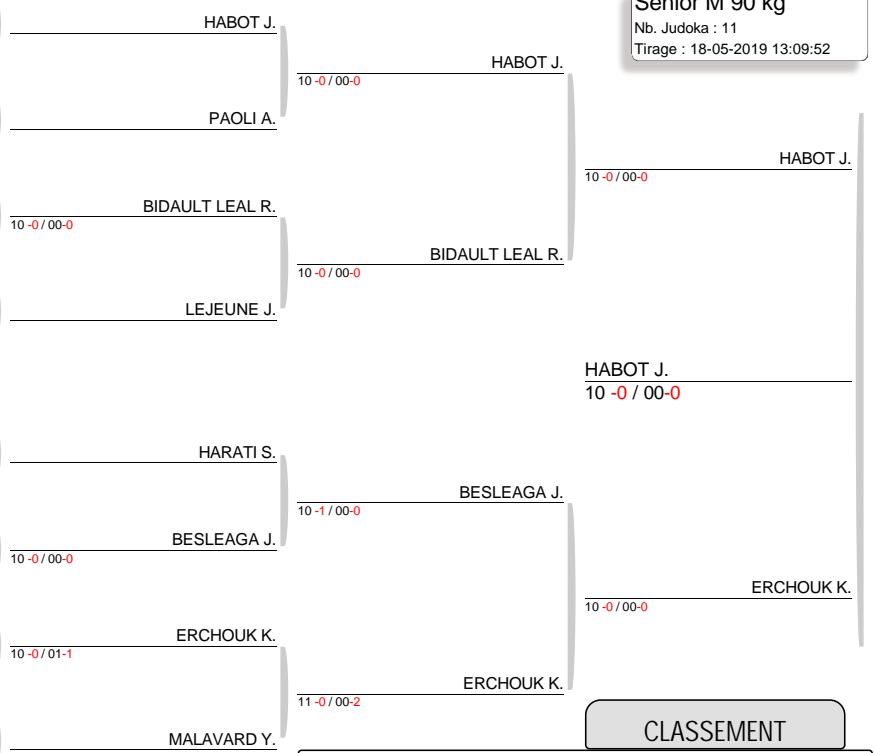 Senior M 90 kg
Nb. Judoka : 11
Tirage : 18-05-2019 13:09:52
HABOT J.
PAOLI A.
BIDAULT LEAL R.
10 -0 / 00-0
LEJEUNE J.
HARATI S.
BESLEAGA J.
10 -0 / 00-0
ERCHOUK K.
10 -0 / 01-1
MALAVARD Y.
HABOT J.
10 -0 / 00-0
BIDAULT LEAL R.
10 -0 / 00-0
BESLEAGA J.
10 -1 / 00-0
ERCHOUK K.
11 -0 / 00-2
HABOT J.
10 -0 / 00-0
HABOT J.
10 -0 / 00-0
ERCHOUK K.
10 -0 / 00-0
CLASSEMENT